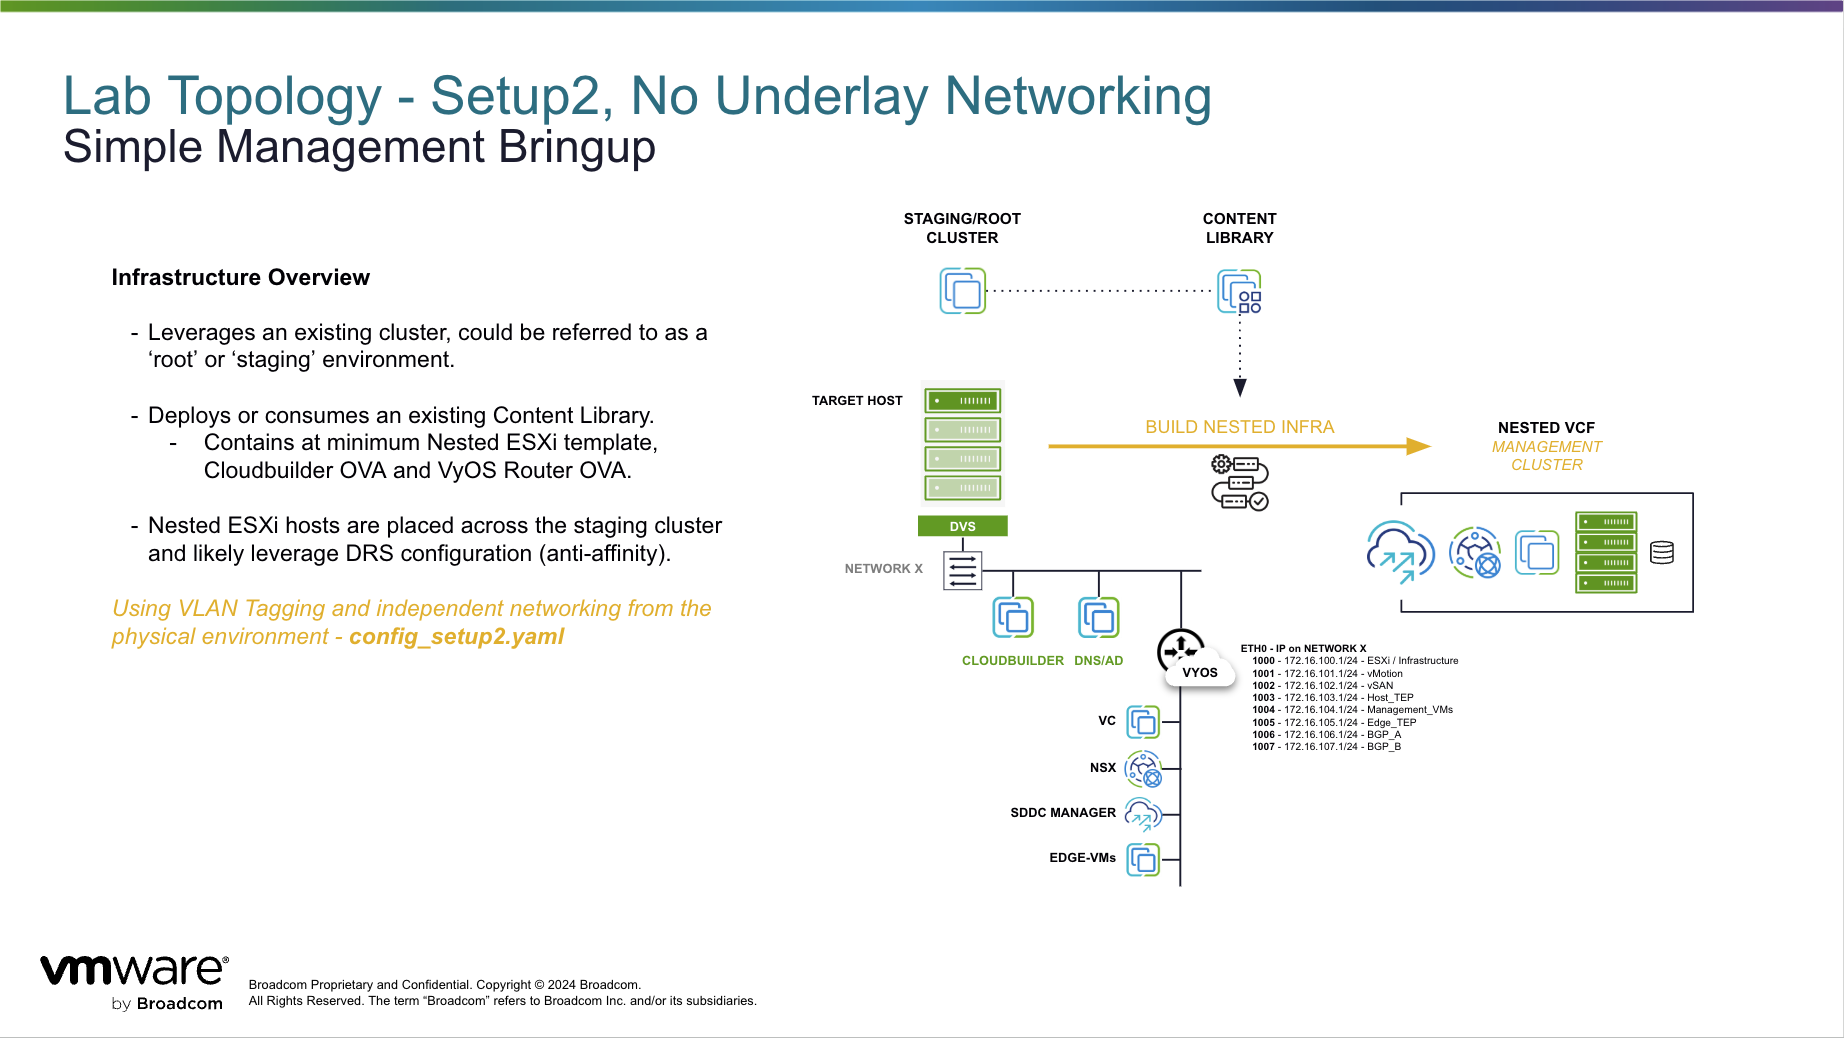 Lab Topology - Setup2, No Underlay Networking
Simple Management Bringup
Infrastructure Overview
- Leverages an existing cluster, could be referred to as a
‘root’ or ‘staging’ environment.
- Deploys or consumes an existing Content Library.
- Contains at minimum Nested ESXi template,
Cloudbuilder OVA and VyOS Router OVA.
- Nested ESXi hosts are placed across the staging cluster
and likely leverage DRS configuration (anti-affinity).
Using VLAN Tagging and independent networking from the
physical environment - config_setup2.yaml
STAGING/ROOT
CLUSTER
CONTENT
LIBRARY
TARGET HOST
BUILD NESTED INFRA
NESTED VCF
MANAGEMENT
CLUSTER
DVS
NETWORK X
CLOUDBUILDER
DNS/AD
VYOS
ETH0 - IP on NETWORK X
1000 - 172.16.100.1/24 - ESXi / Infrastructure
1001 - 172.16.101.1/24 - vMotion
1002 - 172.16.102.1/24 - vSAN
1003 - 172.16.103.1/24 - Host_TEP
1004 - 172.16.104.1/24 - Management_VMs
1005 - 172.16.105.1/24 - Edge_TEP
1006 - 172.16.106.1/24 - BGP_A
1007 - 172.16.107.1/24 - BGP_B
VC
NSX
SDDC MANAGER
EDGE-VMs
vmware®
by Broadcom
Broadcom Proprietary and Confidential. Copyright © 2024 Broadcom.
All Rights Reserved. The term “Broadcom” refers to Broadcom Inc. and/or its subsidiaries.